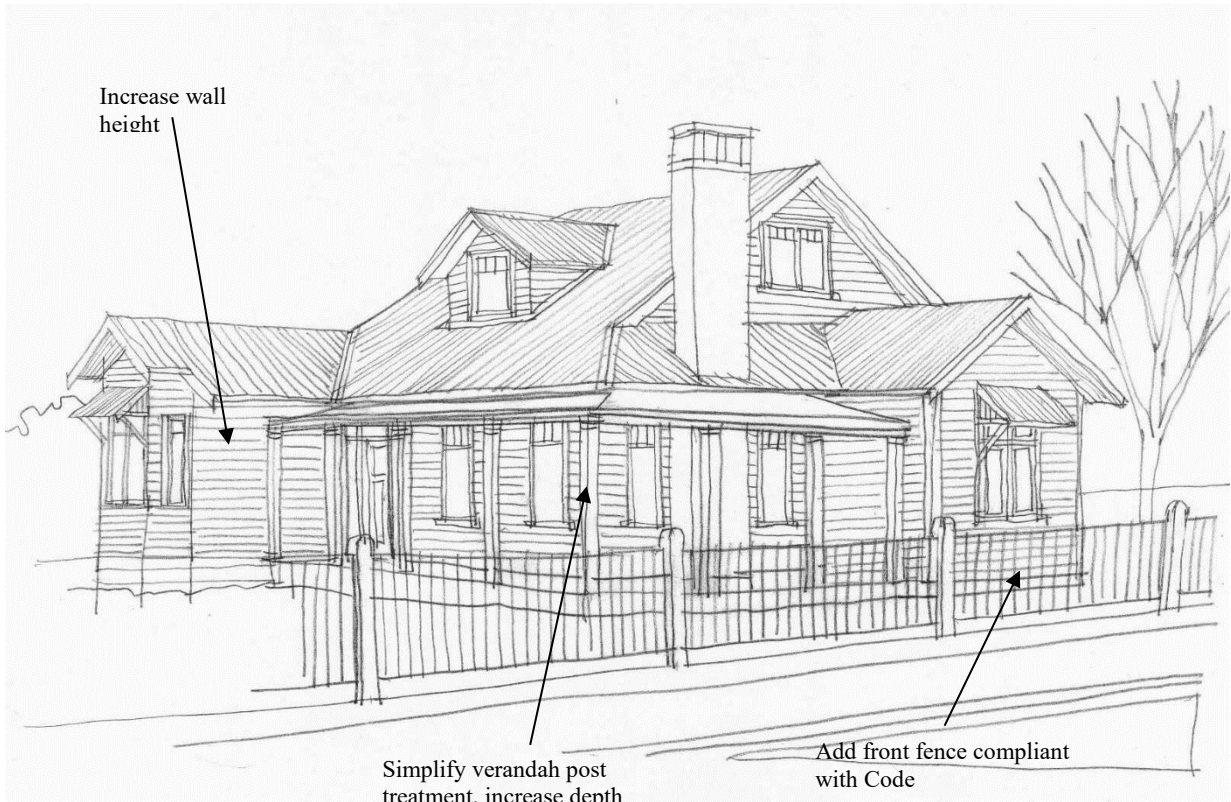 Increase wall
height
Simplify verandah post
treatment, increase depth
Add front fence compliant
with Code